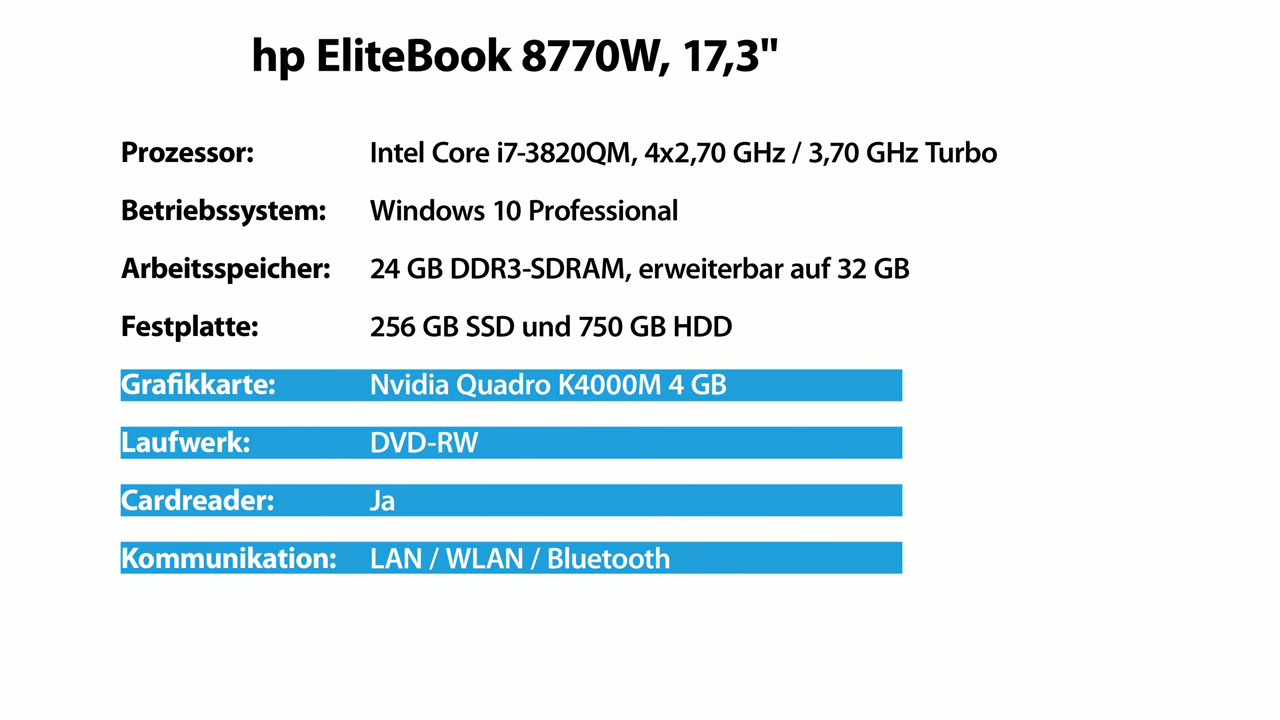 hp EliteBook 8770W, 17,3"
Prozessor: Intel Core i7-3820QM, 4x2,70 GHz / 3,70 GHz Turbo
Betriebssystem: Windows 10 Professional
Arbeitsspeicher: 24 GB DDR3-SDRAM, erweiterbar auf 32 GB
Festplatte: 256 GB SSD und 750 GB HDD
Grafikkarte: Nvidia Quadro K4000M 4 GB
Laufwerk: DVD-RW
Cardreader: Ja
Kommunikation: LAN / WLAN / Bluetooth